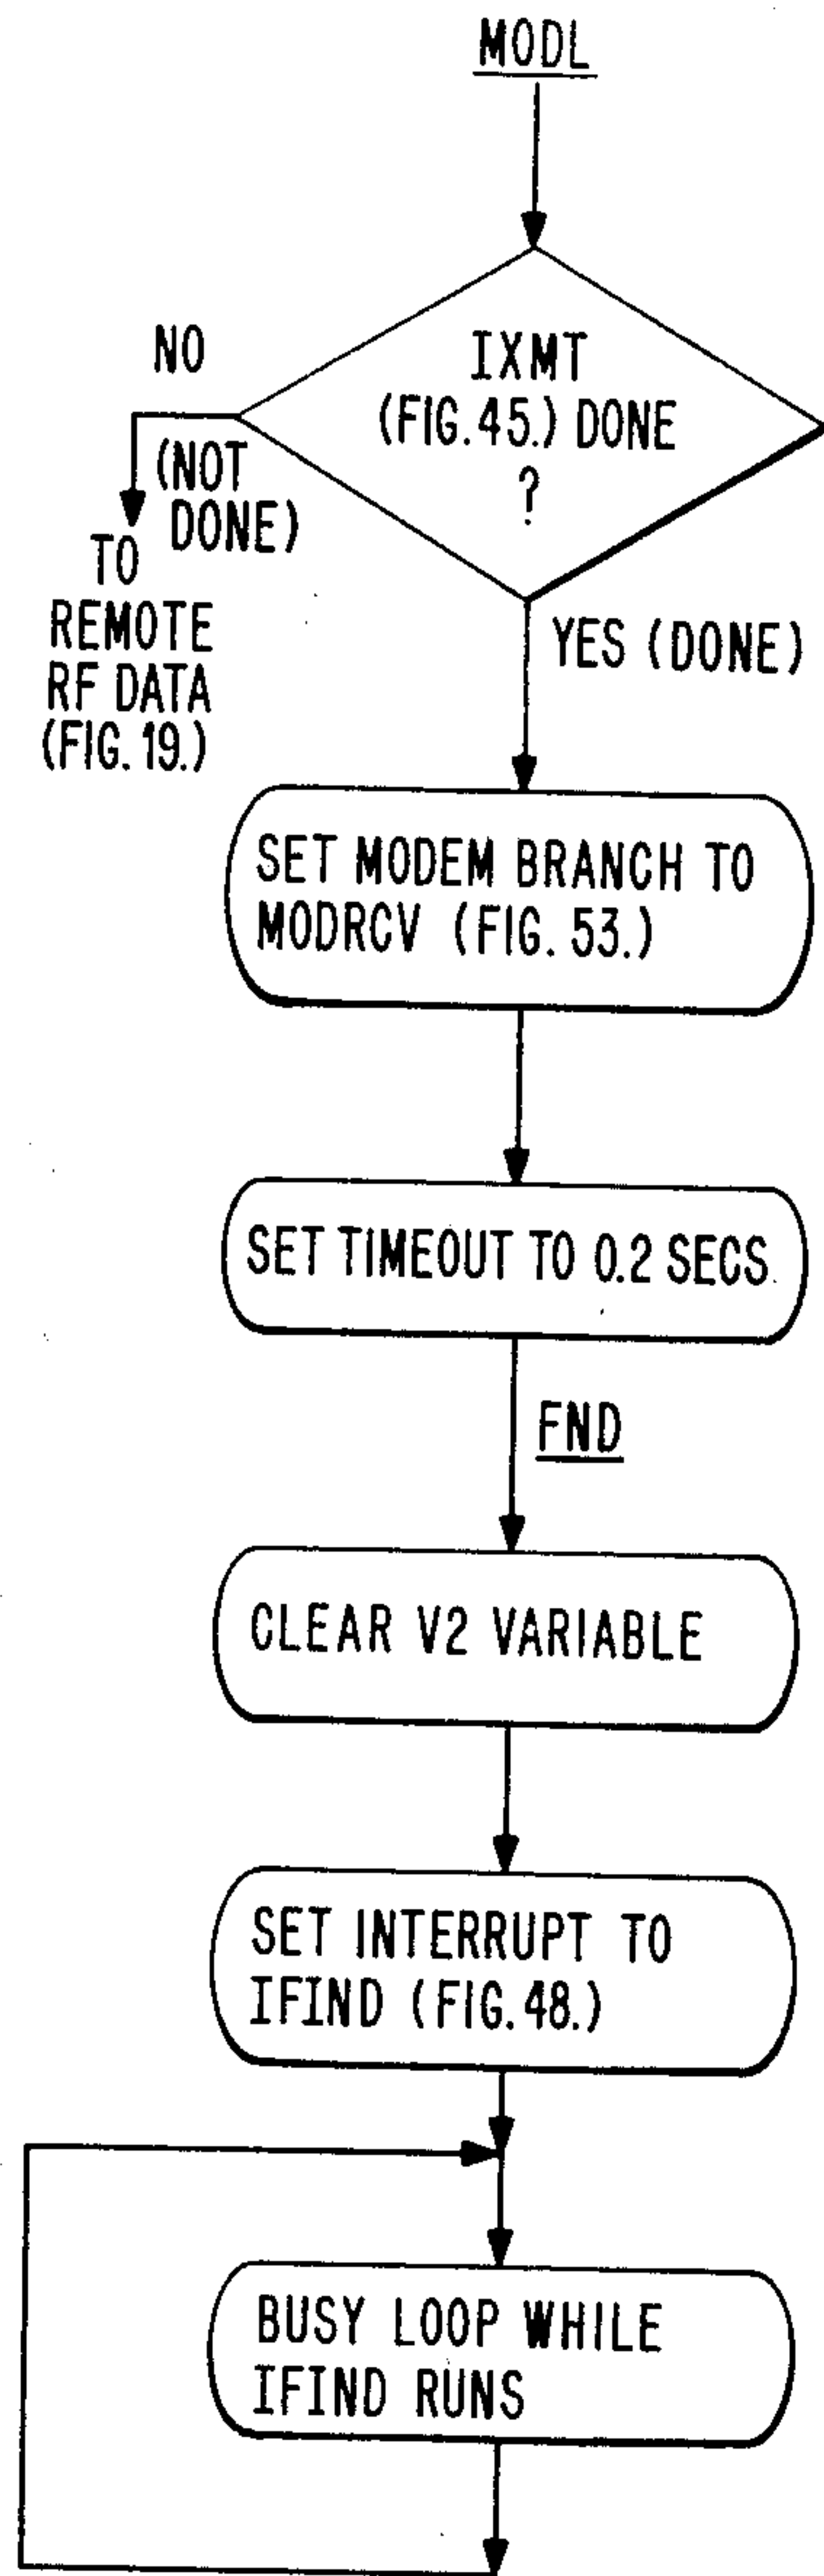 MODL
IXMT
(FIG. 45.) DONE
?
NO
(NOT
DONE)
TO
REMOTE
RF DATA
(FIG. 19.)
YES (DONE)
SET MODEM BRANCH TO
MODRCV (FIG. 53.)
SET TIMEOUT TO 0.2 SECS.
FND
CLEAR V2 VARIABLE
SET INTERRUPT TO
IFIND (FIG. 48.)
BUSY LOOP WHILE
IFIND RUNS